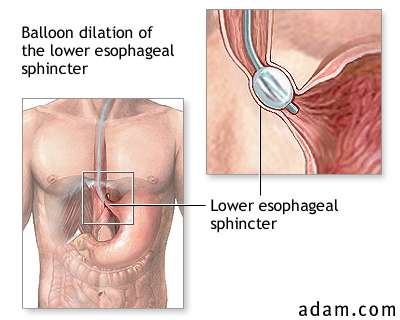 Balloon dilation of
the lower esophageal
sphincter
Lower esophageal
sphincter
adam.com